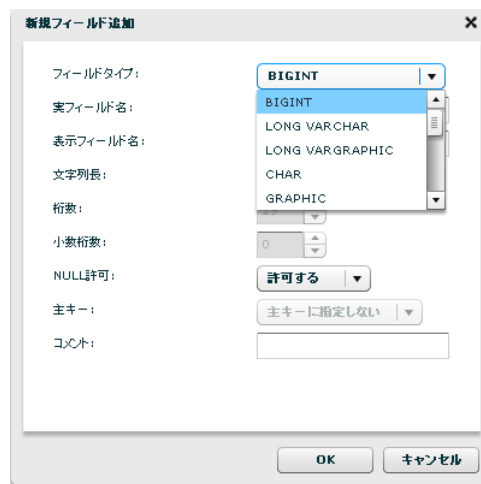 新規フィールド追加
フィールドタイプ: BIGINT
BIGINT
実フィールド名:
LONG VARCHAR
表示フィールド名:
LONG VARGRAPHIC
文字列長:
CHAR
GRAPHIC
桁数: 19
小数桁数: 0
NULL許可: 許可する
主キー: 主キーに指定しない
コメント:
OK キャンセル